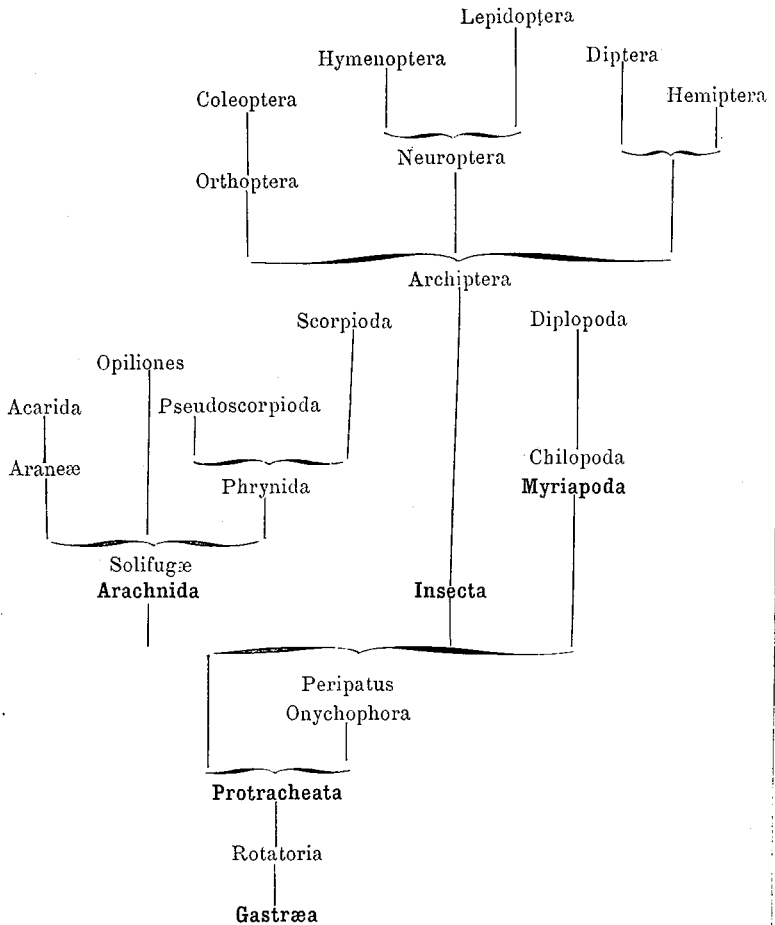 Lepidoptera
Hymenoptera
Diptera
Coleoptera
Hemiptera
Neuroptera
Orthoptera
Archiptera
Scorpioda
Diplopoda
Opiliones
Acarida
Pseudoscorpioda
Araneæ
Chilopoda
Phrynida
Myriapoda
Solifugæ
Arachnida
Insecta
Peripatus
Onychophora
Protracheata
Rotatoria
Gastræa